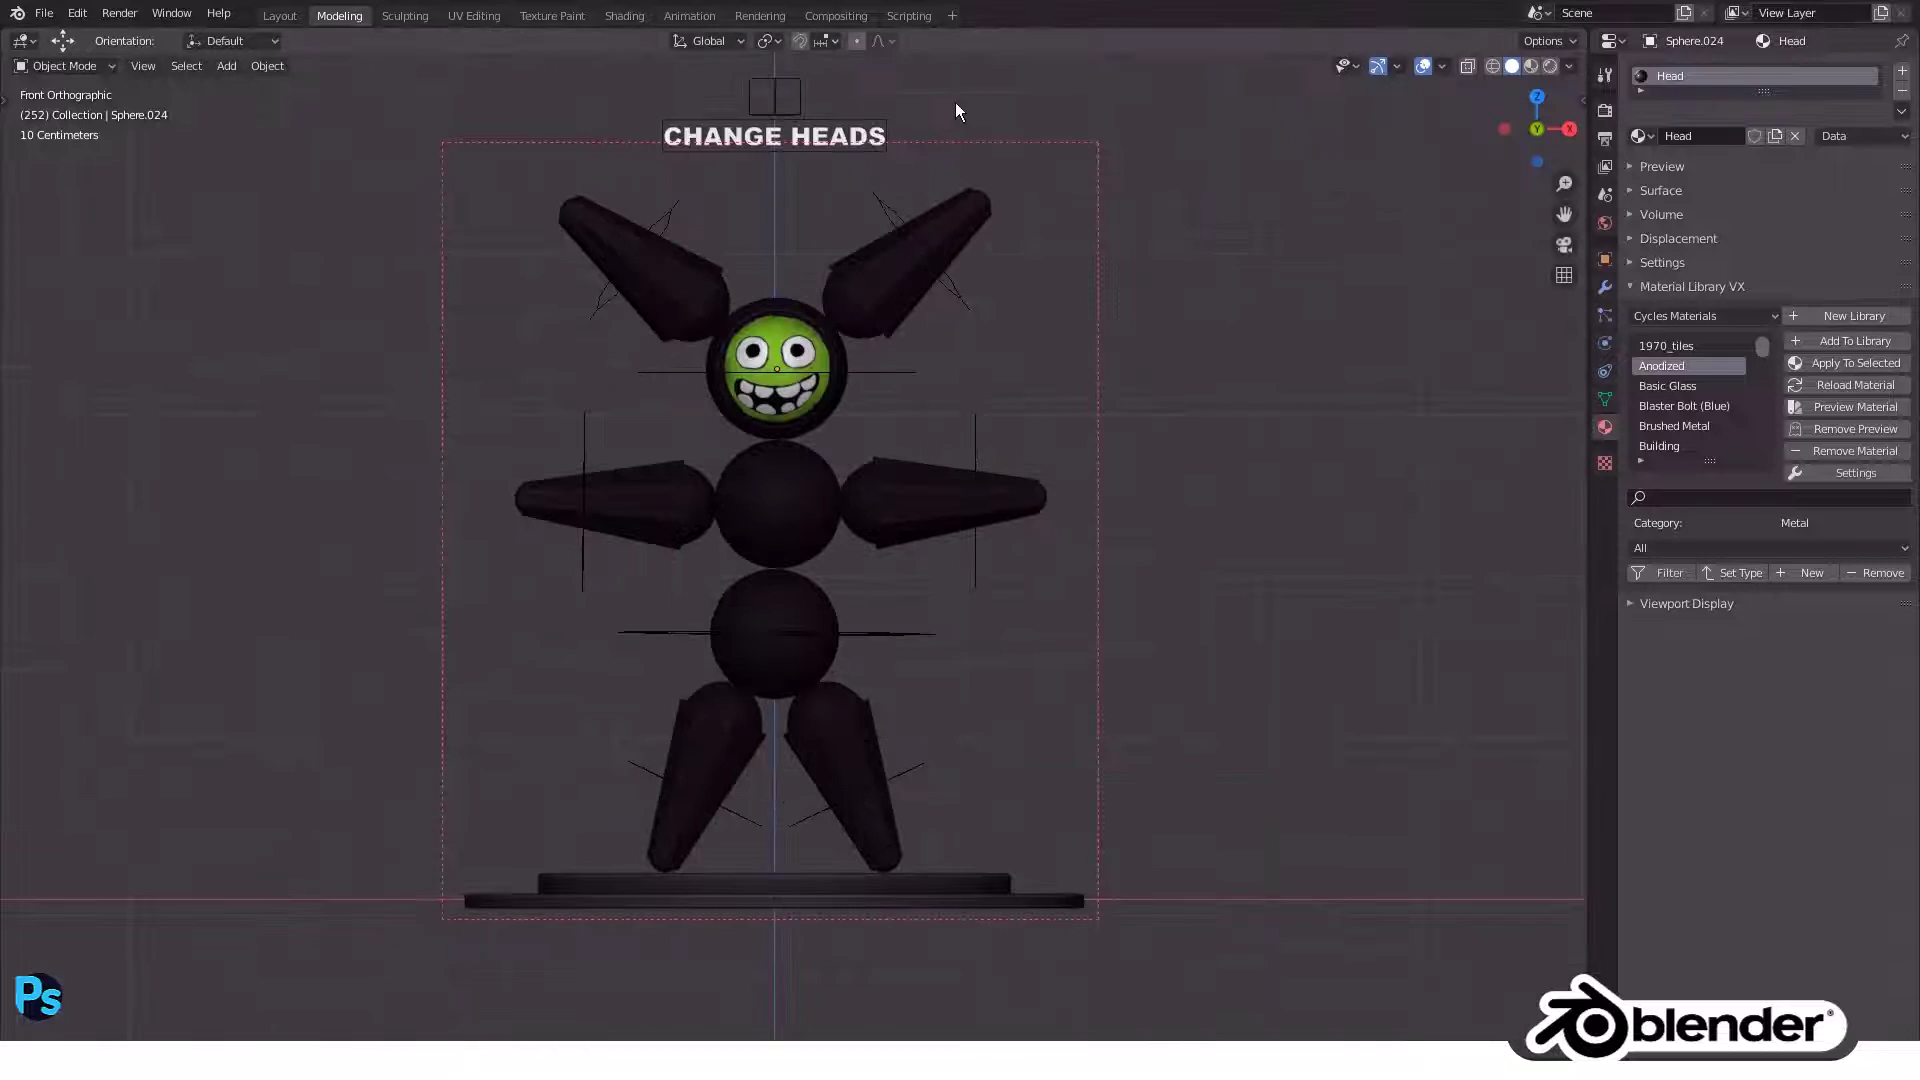 File Edit Render Window Help Layout Modeling Sculpting UV Editing Texture Paint Shading Animation Rendering Compositing Scripting + Scene View Layer
Orientation: Default Global Options Sphere.024 Head
Object Mode View Select Add Object
Head
Front Orthographic
(252) Collection | Sphere.024
10 Centimeters
Z
Y
X
CHANGE HEADS
Head Data
Preview
Surface
Volume
Displacement
Settings
Material Library VX
Cycles Materials
New Library
1970_tiles
Anodized
Basic Glass
Blaster Bolt (Blue)
Brushed Metal
Building
Add To Library
Apply To Selected
Reload Material
Preview Material
Remove Preview
Remove Material
Settings
Category: Metal
All
Filter Set Type New Remove
Viewport Display
Ps
blender®